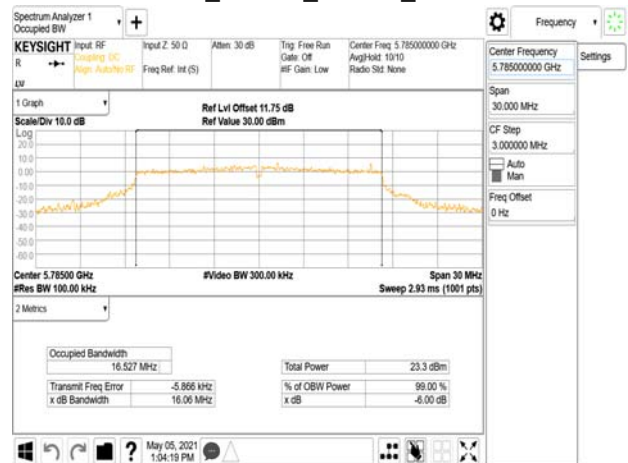 Spectrum Analyzer 1
Occupied BW
Frequency
KEYSIGHT
R
Input: RF
Coupling: DC
Align: Auto/No RF
Input Z: 50 Ω
Freq Ref: Int (S)
Atten: 30 dB
Trig: Free Run
Gate: Off
#IF Gain: Low
Center Freq: 5.785000000 GHz
Avg|Hold: 10/10
Radio Std: None
Center Frequency
5.785000000 GHz
Settings
Span
30.000 MHz
CF Step
3.000000 MHz
Auto
Man
Freq Offset
0 Hz
1 Graph
Scale/Div 10.0 dB
Ref Lvl Offset 11.75 dB
Ref Value 30.00 dBm
Log
20.0
10.0
0.00
-10.0
-20.0
-30.0
-40.0
-50.0
-60.0
Center 5.78500 GHz
#Res BW 100.00 kHz
#Video BW 300.00 kHz
Span 30 MHz
Sweep 2.93 ms (1001 pts)
2 Metrics
Occupied Bandwidth
16.527 MHz
Transmit Freq Error -5.866 kHz
x dB Bandwidth 16.06 MHz
Total Power 23.3 dBm
% of OBW Power 99.00 %
x dB -6.00 dB
?
May 05, 2021
1:04:19 PM